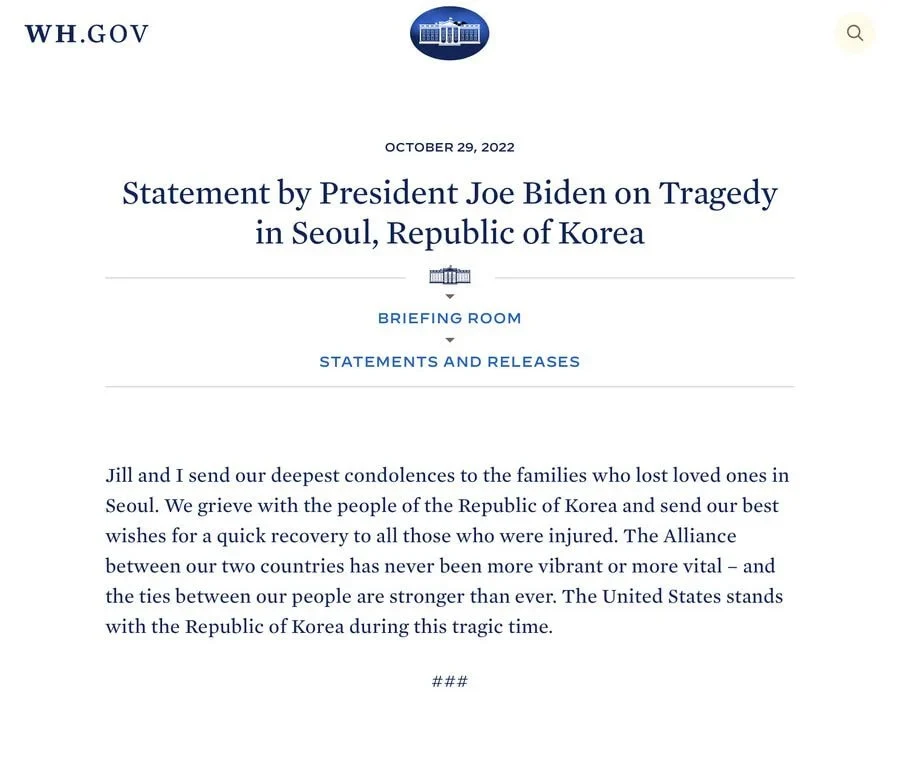 WH.GOV
OCTOBER 29, 2022
Statement by President Joe Biden on Tragedy
in Seoul, Republic of Korea
BRIEFING ROOM
STATEMENTS AND RELEASES
Jill and I send our deepest condolences to the families who lost loved ones in
Seoul. We grieve with the people of the Republic of Korea and send our best
wishes for a quick recovery to all those who were injured. The Alliance
between our two countries has never been more vibrant or more vital – and
the ties between our people are stronger than ever. The United States stands
with the Republic of Korea during this tragic time.
###